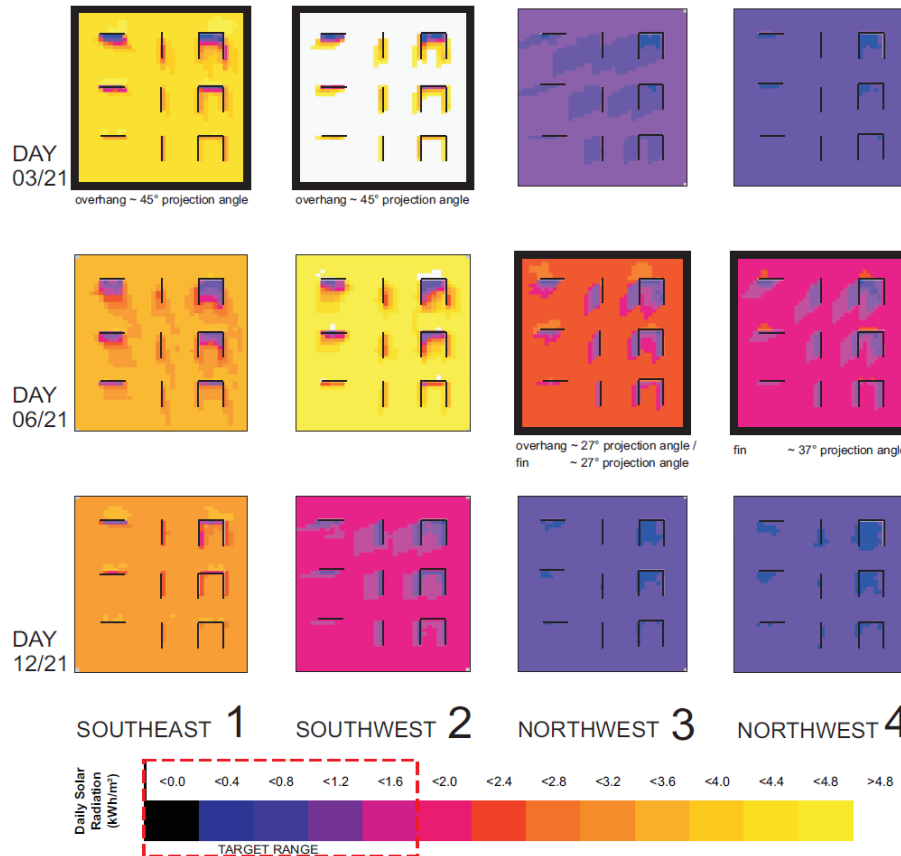 DAY
03/21
overhang ~ 45° projection angle
overhang ~ 45° projection angle
DAY
06/21
overhang ~ 27° projection angle /
fin ~ 27° projection angle
fin ~ 37° projection angle
DAY
12/21
SOUTHEAST 1
SOUTHWEST 2
NORTHWEST 3
NORTHWEST 4
Daily Solar
Radiation
(kWh/m²)
<0.0 <0.4 <0.8 <1.2 <1.6 <2.0 <2.4 <2.8 <3.2 <3.6 <4.0 <4.4 <4.8 >4.8
TARGET RANGE